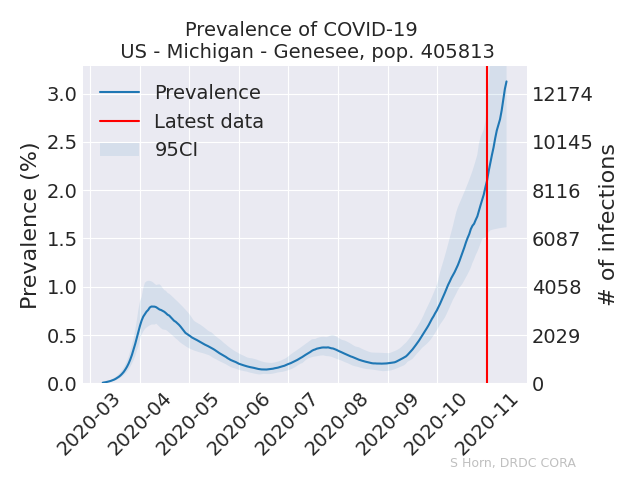 Prevalence of COVID-19
US - Michigan - Genesee, pop. 405813
Prevalence
Latest data
95CI
Prevalence (%)
3.0
2.5
2.0
1.5
1.0
0.5
0.0
12174
10145
8116
6087
4058
2029
0
# of infections
2020-03
2020-04
2020-05
2020-06
2020-07
2020-08
2020-09
2020-10
2020-11
S Horn, DRDC CORA